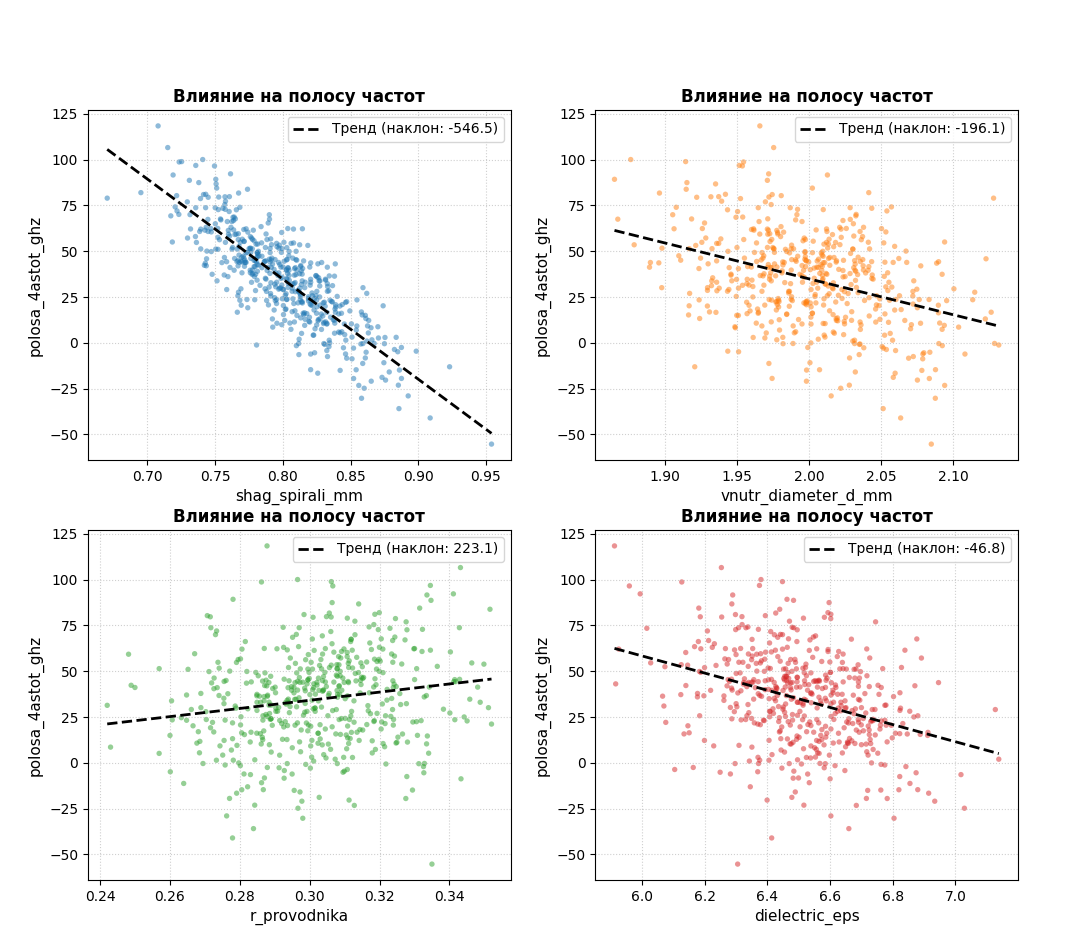 Влияние на полосу частот
Тренд (наклон: -546.5)
polosa_4astot_ghz
125
100
75
50
25
0
−25
−50
0.70 0.75 0.80 0.85 0.90 0.95
shag_spirali_mm
Влияние на полосу частот
Тренд (наклон: -196.1)
polosa_4astot_ghz
125
100
75
50
25
0
−25
−50
1.90 1.95 2.00 2.05 2.10
vnutr_diameter_d_mm
Влияние на полосу частот
Тренд (наклон: 223.1)
polosa_4astot_ghz
125
100
75
50
25
0
−25
−50
0.24 0.26 0.28 0.30 0.32 0.34
r_provodnika
Влияние на полосу частот
Тренд (наклон: -46.8)
polosa_4astot_ghz
125
100
75
50
25
0
−25
−50
6.0 6.2 6.4 6.6 6.8 7.0
dielectric_eps